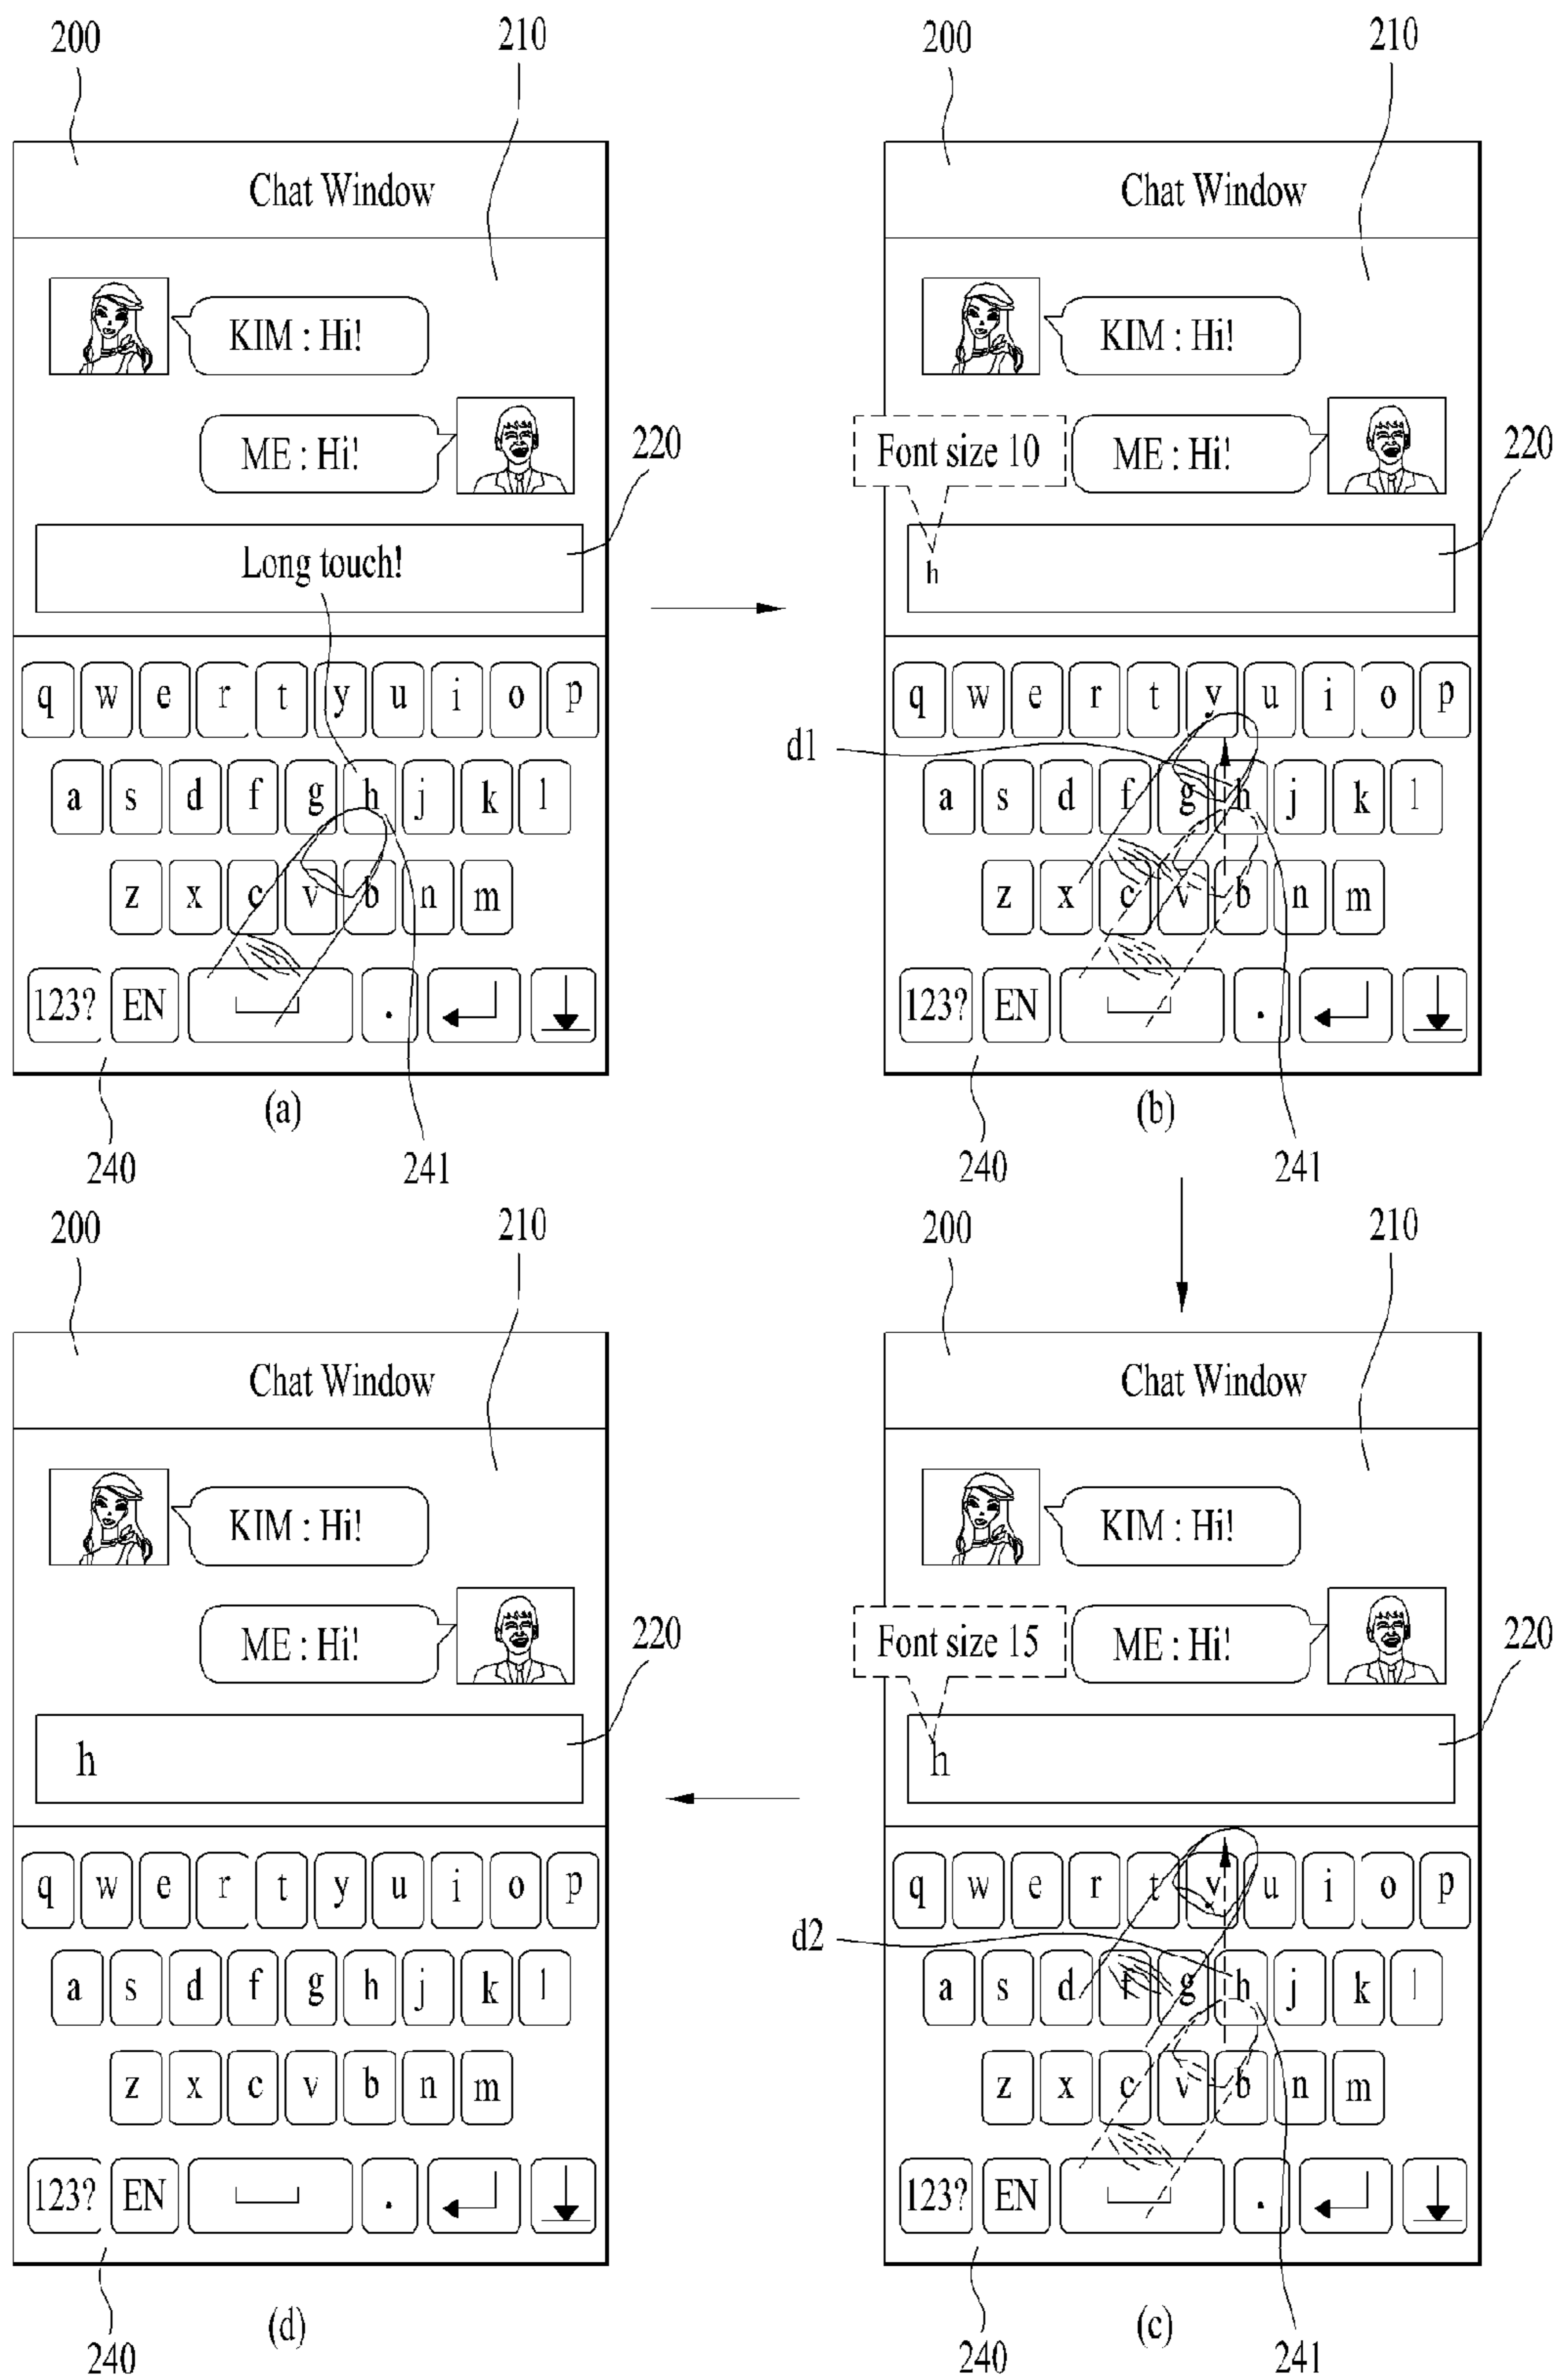 200 210
Chat Window
KIM : Hi!
ME : Hi!
220
Long touch!
q w e r t y u i o p
a s d f g h j k l
z x c v b n m
123? EN .
(a)
240 241
200 210
Chat Window
KIM : Hi!
Font size 10 ME : Hi!
220
h
q w e r t y u i o p
d1
a s d f g h j k l
z x c v b n m
123? EN .
(b)
240 241
200 210
Chat Window
KIM : Hi!
ME : Hi!
220
h
q w e r t y u i o p
a s d f g h j k l
z x c v b n m
123? EN .
(d)
240
200 210
Chat Window
KIM : Hi!
Font size 15 ME : Hi!
220
h
q w e r t y u i o p
d2
a s d f g h j k l
z x c v b n m
123? EN .
(c)
240 241